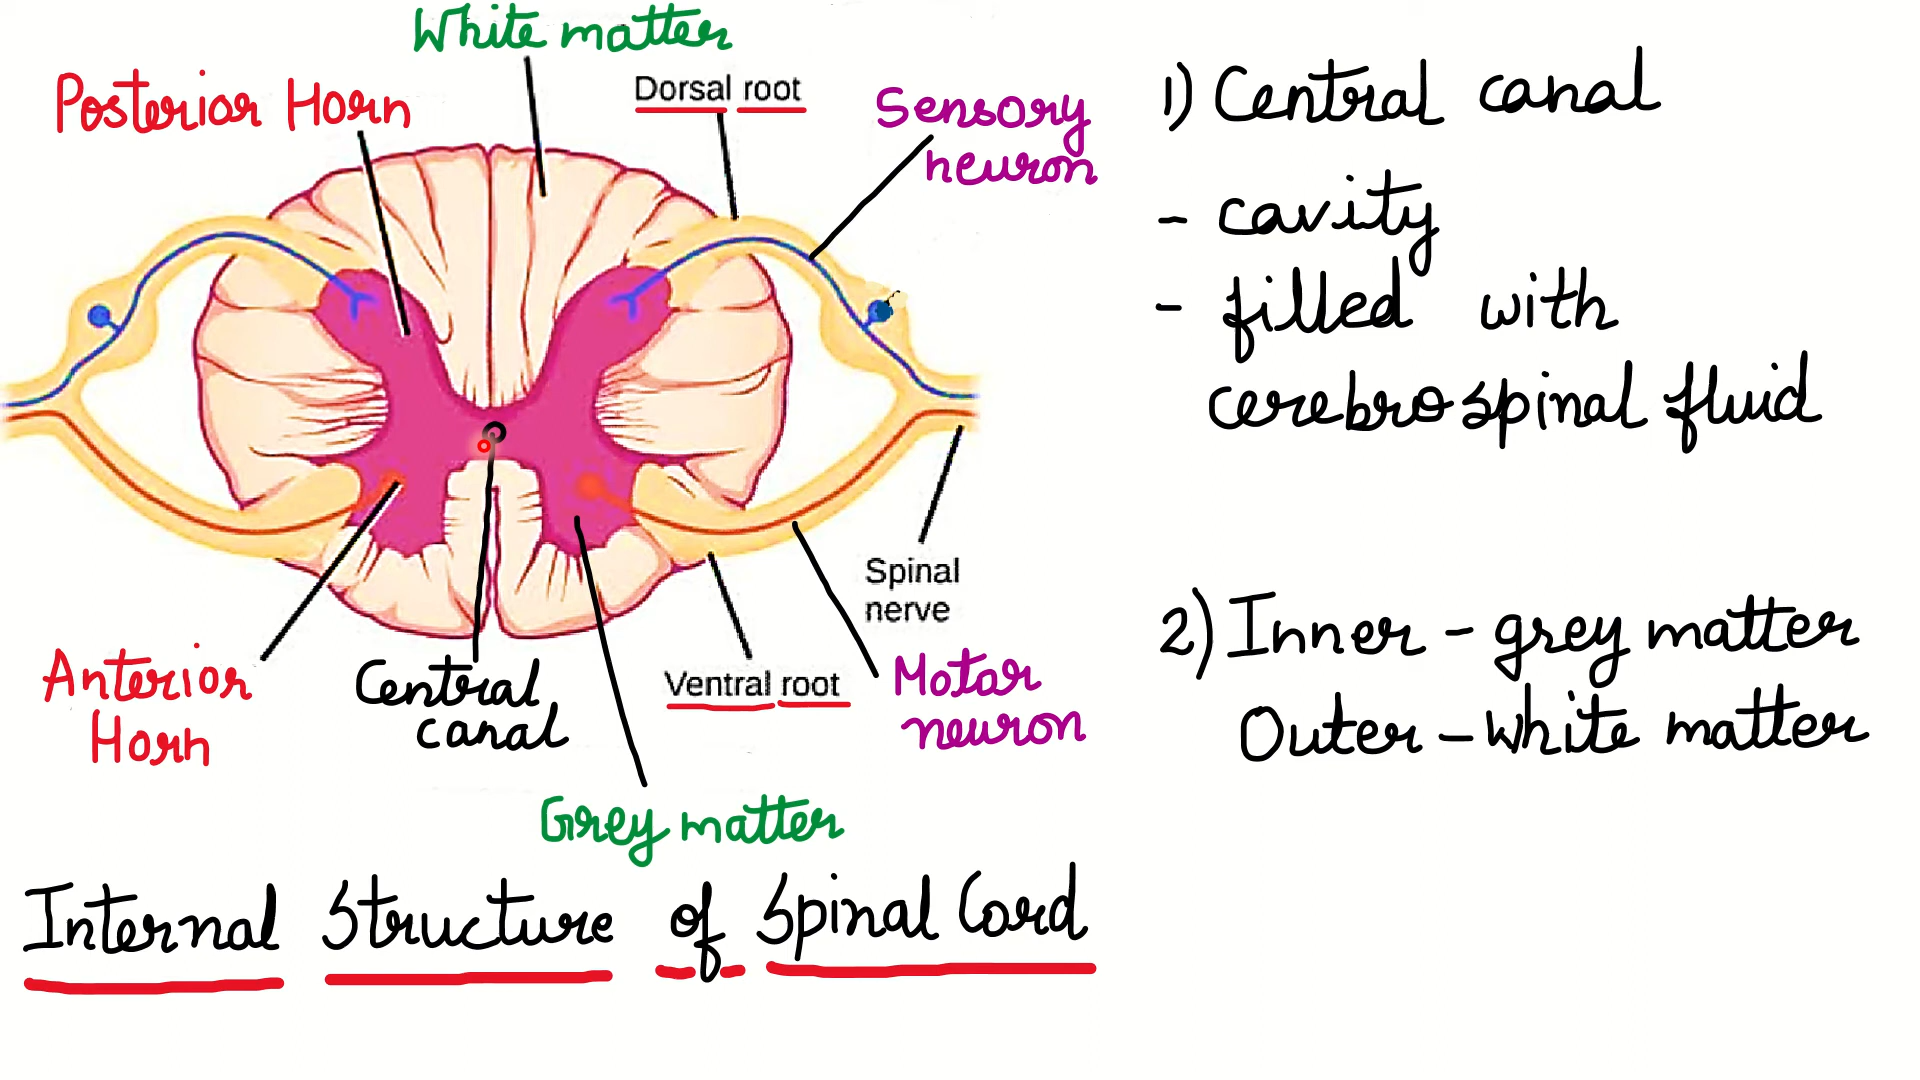 White matter
Posterior Horn
Dorsal root
Sensory
neuron
Spinal
nerve
Anterior
Horn
Central
canal
Ventral root
Motor
neuron
Grey matter
Internal Structure of Spinal Cord
1) Central canal
- cavity
- filled with
cerebrospinal fluid
2) Inner - grey matter
Outer - white matter